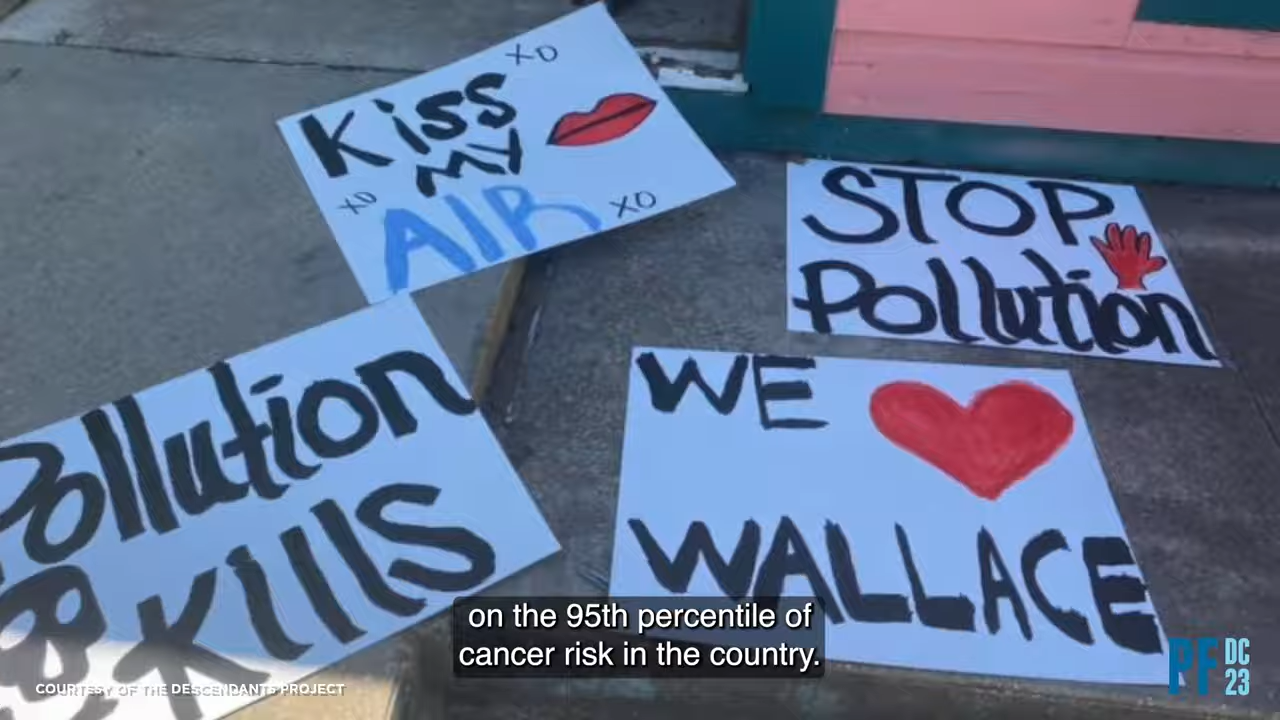 XO
Kiss
MY
XO
AIR
XO
STOP
Pollution
Pollution
KILLS
WE
WALLACE
on the 95th percentile of
cancer risk in the country.
COURTESY OF THE DESCENDANTS PROJECT
PF DC
23